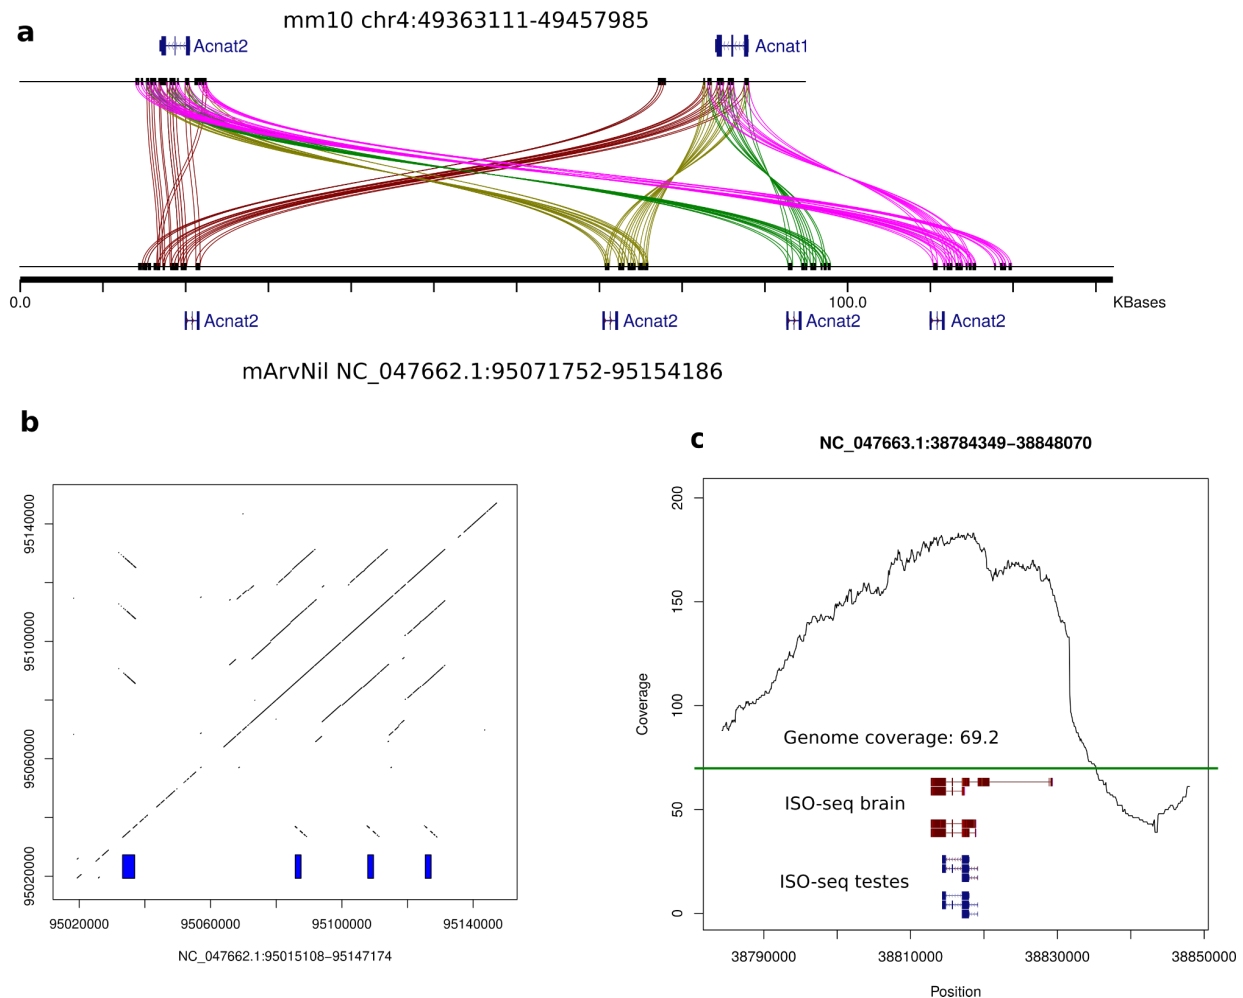 a
mm10 chr4:49363111-49457985
Acnat2
Acnat1
0.0
100.0
KBases
Acnat2
Acnat2
Acnat2
Acnat2
mArvNil NC_047662.1:95071752-95154186
b
95140000
95100000
95060000
95020000
95020000
95060000
95100000
95140000
NC_047662.1:95015108−95147174
c
NC_047663.1:38784349−38848070
200
150
100
50
0
Coverage
Genome coverage: 69.2
ISO-seq brain
ISO-seq testes
38790000
38810000
38830000
38850000
Position